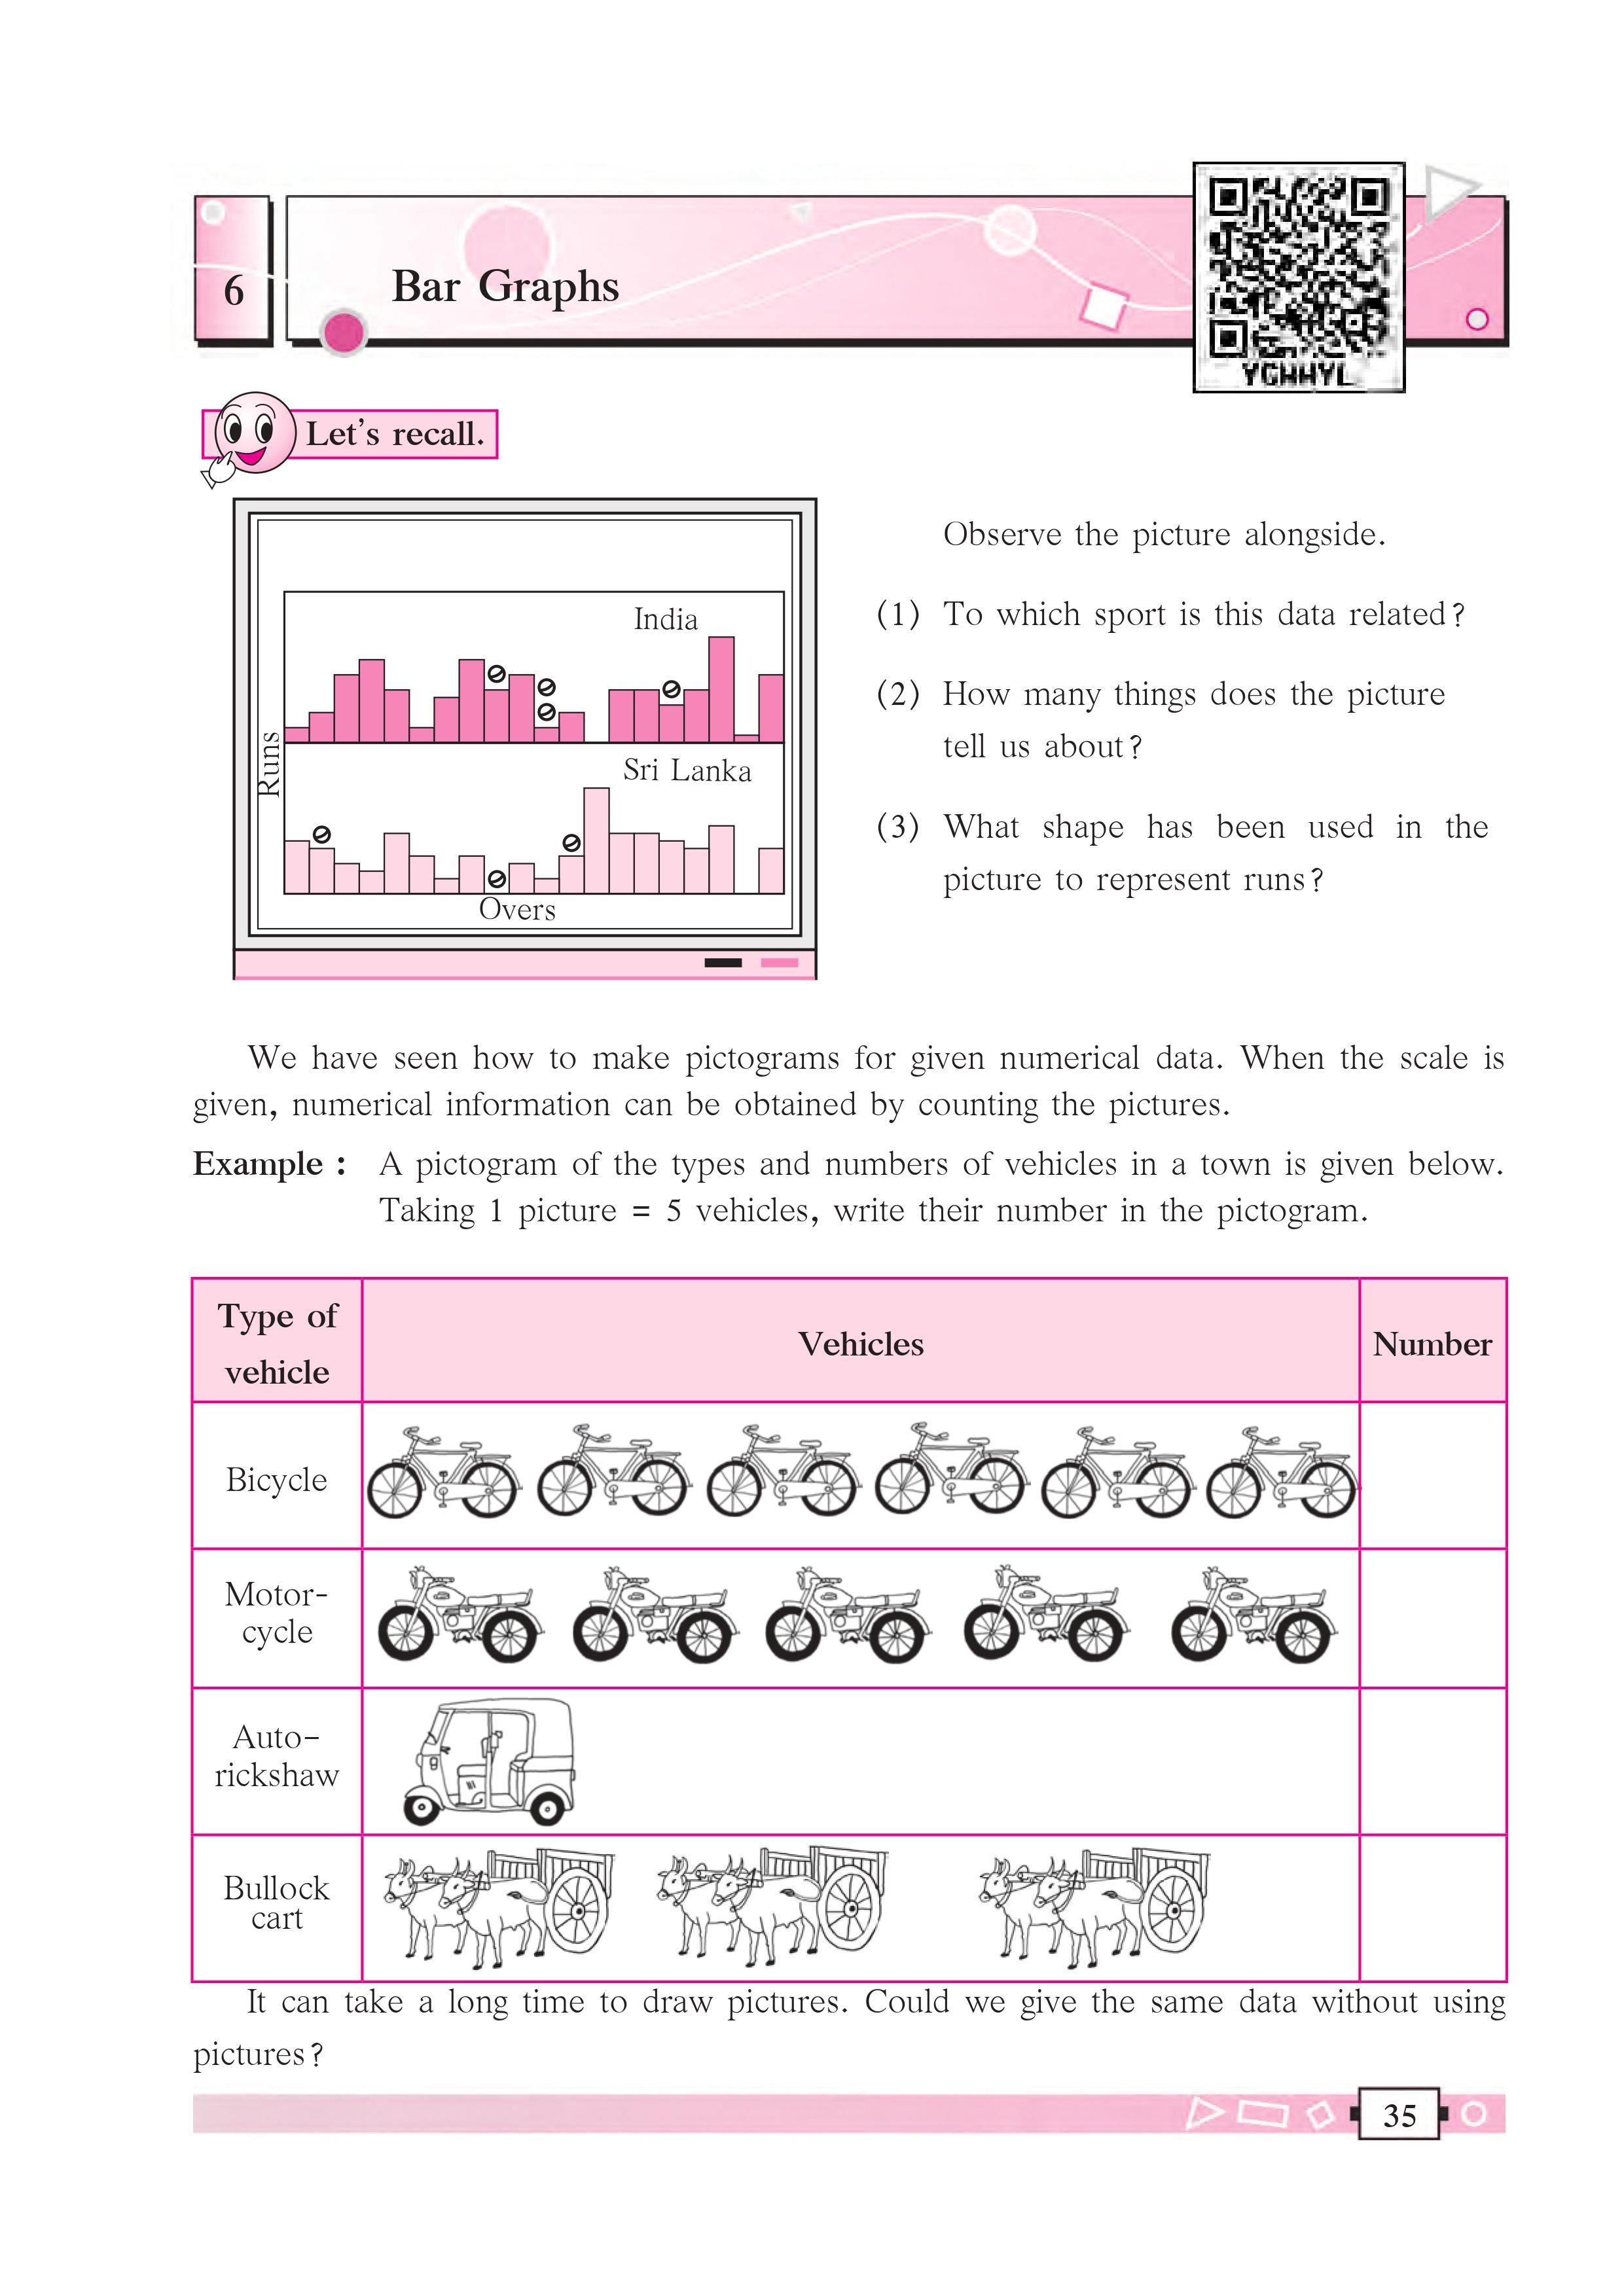 6
Bar Graphs
YGHHYL
Let's recall.
India
Runs
Sri Lanka
Overs
Observe the picture alongside.
(1) To which sport is this data related?
(2) How many things does the picture
tell us about?
(3) What shape has been used in the
picture to represent runs?
We have seen how to make pictograms for given numerical data. When the scale is
given, numerical information can be obtained by counting the pictures.
Example : A pictogram of the types and numbers of vehicles in a town is given below.
Taking 1 picture = 5 vehicles, write their number in the pictogram.
Type of
vehicle
Vehicles
Number
Bicycle
Motor-
cycle
Auto-
rickshaw
Bullock
cart
It can take a long time to draw pictures. Could we give the same data without using
pictures?
35